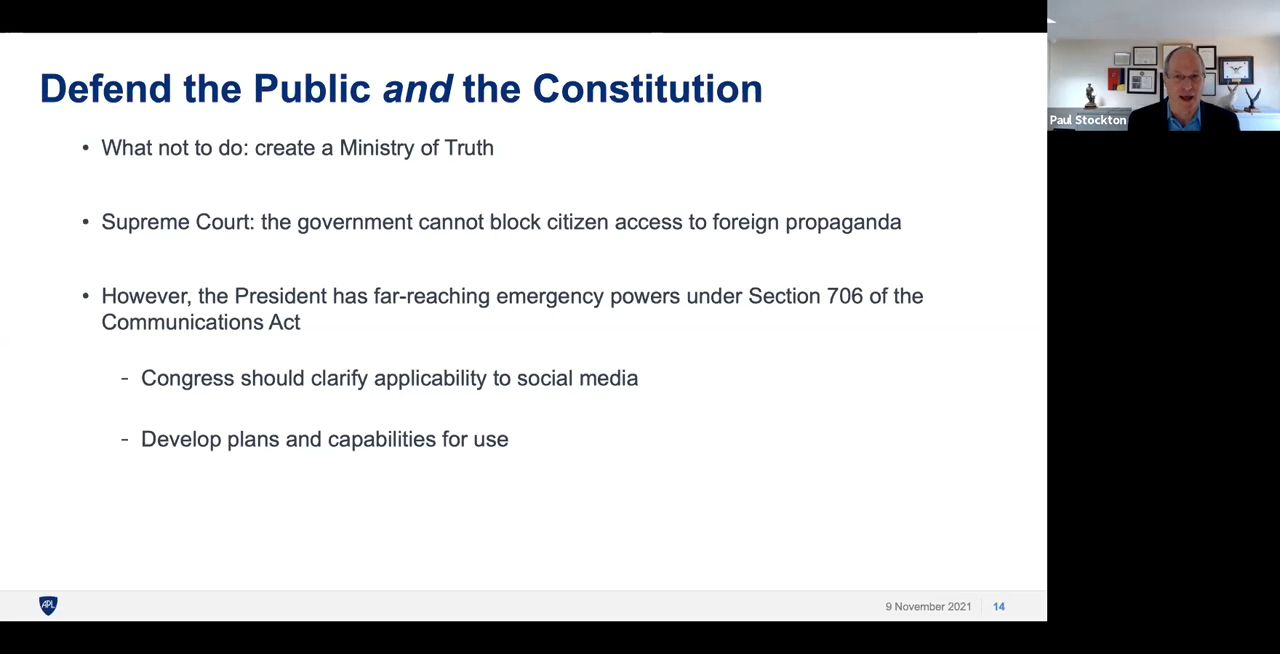 Defend the Public and the Constitution
• What not to do: create a Ministry of Truth
• Supreme Court: the government cannot block citizen access to foreign propaganda
• However, the President has far-reaching emergency powers under Section 706 of the
Communications Act
- Congress should clarify applicability to social media
- Develop plans and capabilities for use
APL
9 November 2021
14
Paul Stockton